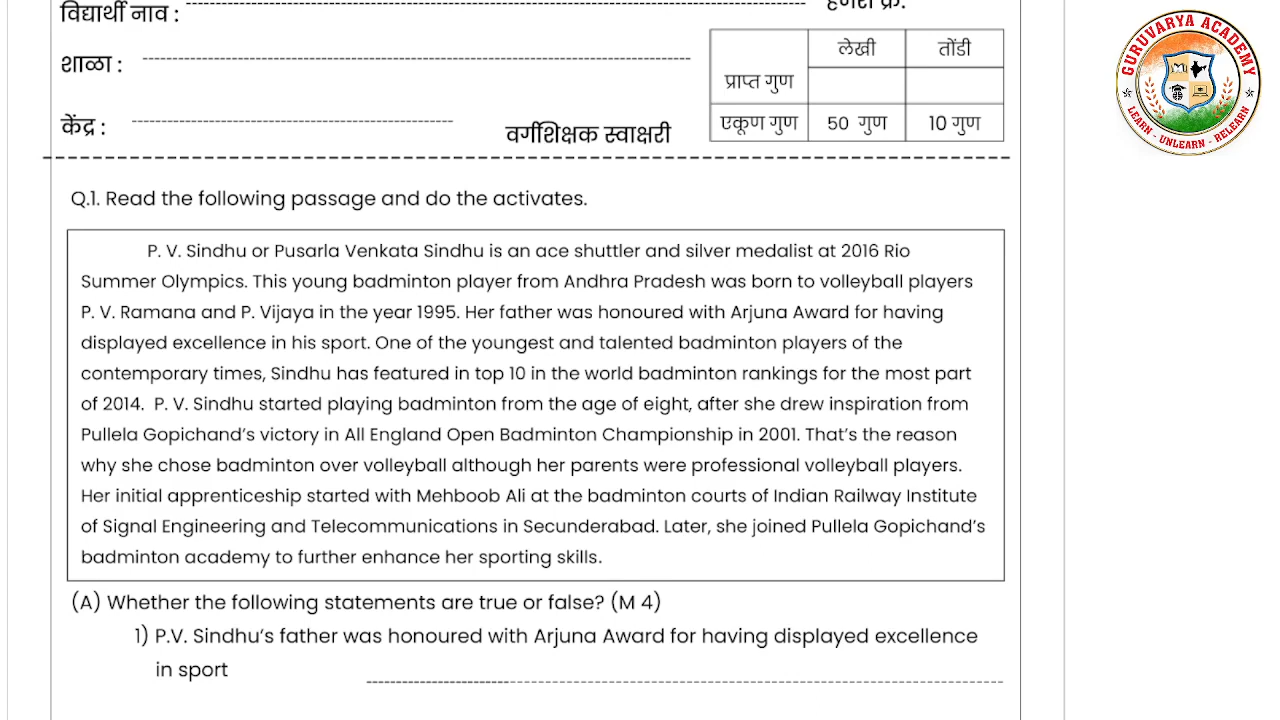 विद्यार्थी नाव :
हजेरी क्र.
शाळा :
लेखी तोंडी
प्राप्त गुण
केंद्र :
वर्गशिक्षक स्वाक्षरी
एकूण गुण 50 गुण 10 गुण
GURUVARYA ACADEMY
LEARN - UNLEARN - RELEARN
Q.1. Read the following passage and do the activates.
P. V. Sindhu or Pusarla Venkata Sindhu is an ace shuttler and silver medalist at 2016 Rio
Summer Olympics. This young badminton player from Andhra Pradesh was born to volleyball players
P. V. Ramana and P. Vijaya in the year 1995. Her father was honoured with Arjuna Award for having
displayed excellence in his sport. One of the youngest and talented badminton players of the
contemporary times, Sindhu has featured in top 10 in the world badminton rankings for the most part
of 2014. P. V. Sindhu started playing badminton from the age of eight, after she drew inspiration from
Pullela Gopichand's victory in All England Open Badminton Championship in 2001. That's the reason
why she chose badminton over volleyball although her parents were professional volleyball players.
Her initial apprenticeship started with Mehboob Ali at the badminton courts of Indian Railway Institute
of Signal Engineering and Telecommunications in Secunderabad. Later, she joined Pullela Gopichand's
badminton academy to further enhance her sporting skills.
(A) Whether the following statements are true or false? (M 4)
1) P.V. Sindhu's father was honoured with Arjuna Award for having displayed excellence
in sport